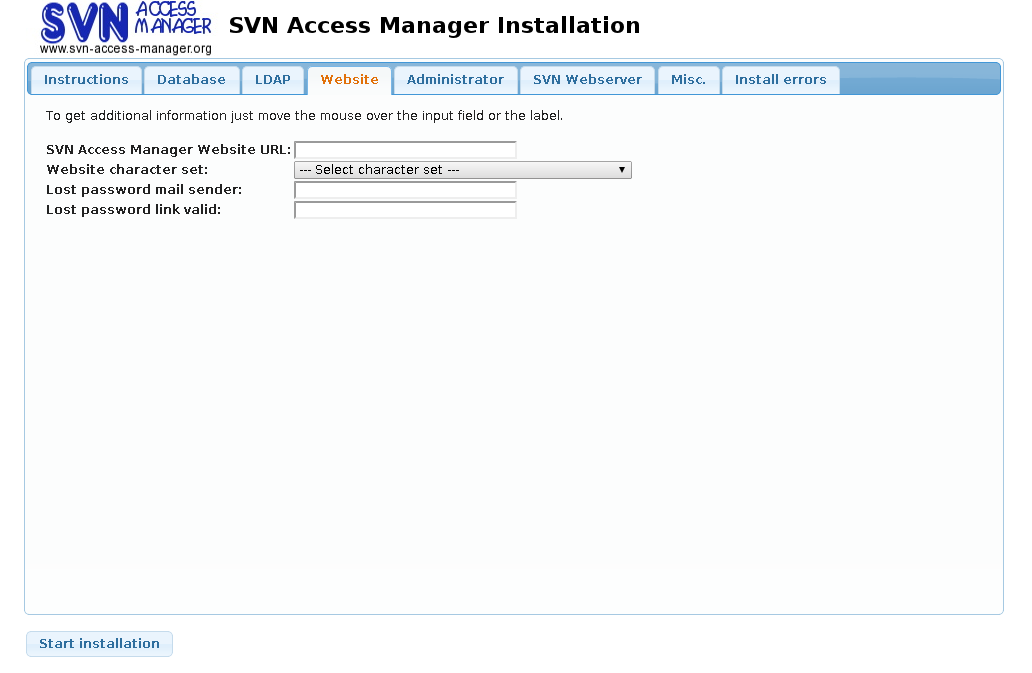 SVN ACCESS MANAGER
www.svn-access-manager.org
SVN Access Manager Installation
Instructions Database LDAP Website Administrator SVN Webserver Misc. Install errors
To get additional information just move the mouse over the input field or the label.
SVN Access Manager Website URL:
Website character set: --- Select character set ---
Lost password mail sender:
Lost password link valid:
Start installation